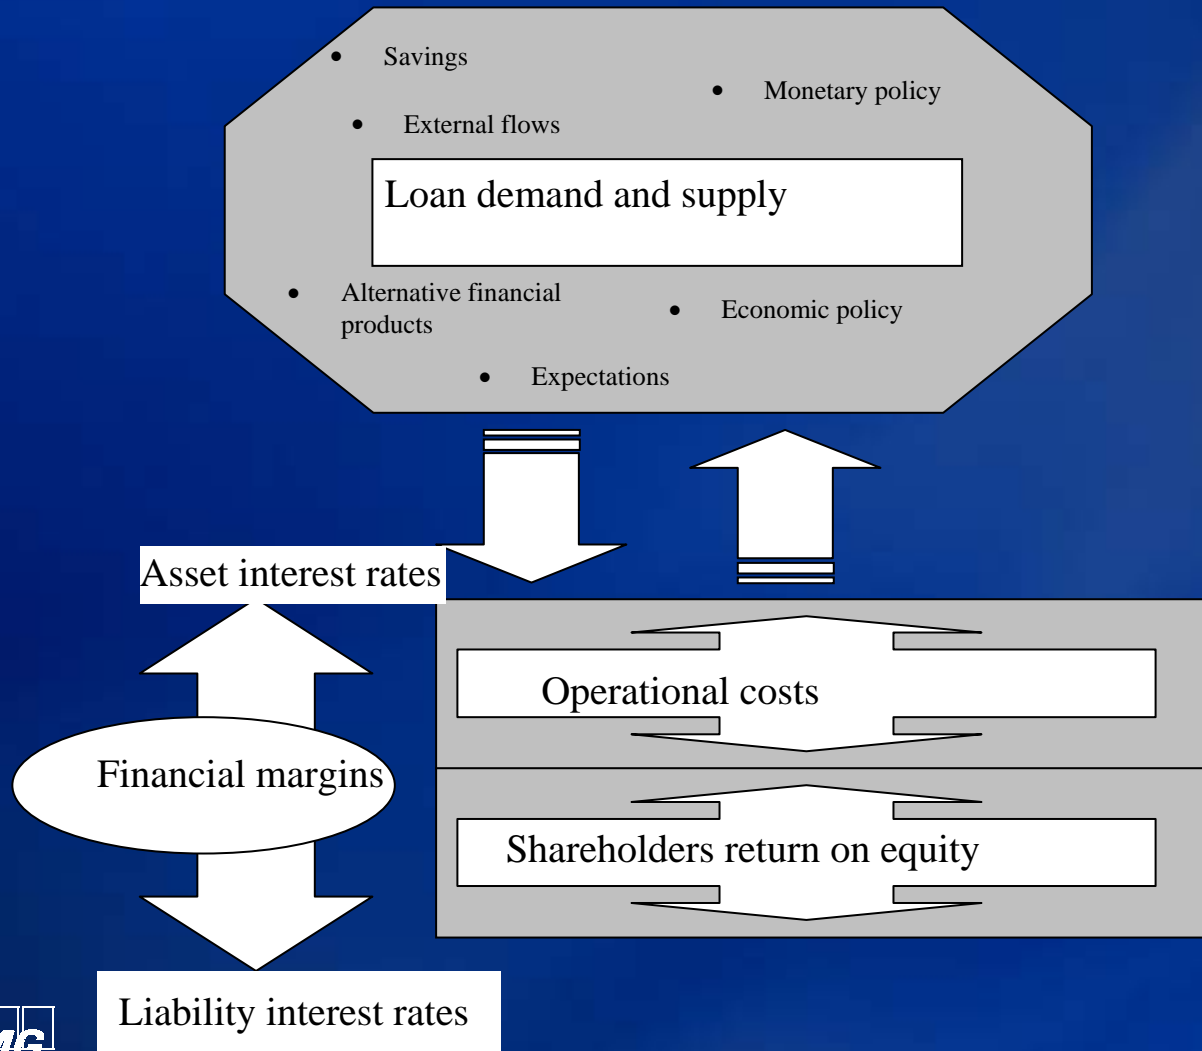 • Savings
• Monetary policy
• External flows
Loan demand and supply
• Alternative financial
products
• Economic policy
• Expectations
Asset interest rates
Operational costs
Financial margins
Shareholders return on equity
Liability interest rates